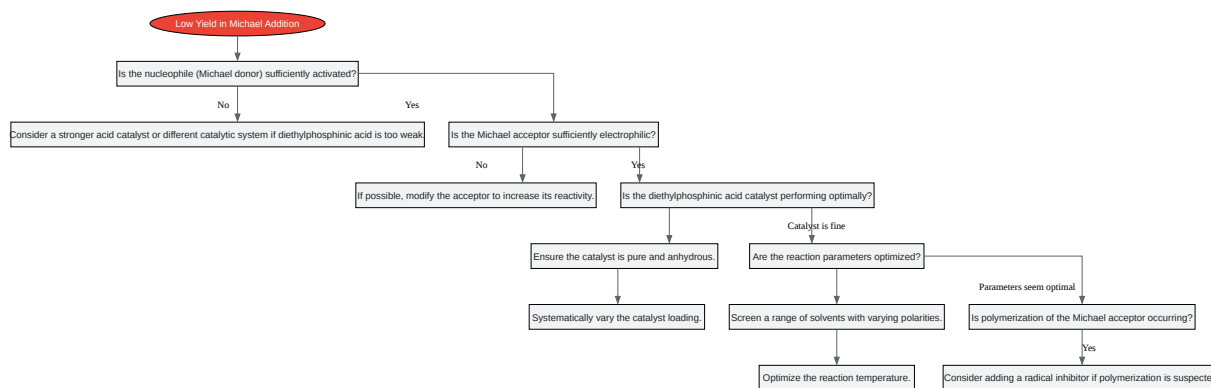 Low Yield in Michael Addition
Is the nucleophile (Michael donor) sufficiently activated?
No
Yes
Consider a stronger acid catalyst or different catalytic system if diethylphosphinic acid is too weak.
Is the Michael acceptor sufficiently electrophilic?
No
Yes
If possible, modify the acceptor to increase its reactivity.
Is the diethylphosphinic acid catalyst performing optimally?
Catalyst is fine
Ensure the catalyst is pure and anhydrous.
Are the reaction parameters optimized?
Parameters seem optimal
Systematically vary the catalyst loading.
Screen a range of solvents with varying polarities.
Is polymerization of the Michael acceptor occurring?
Yes
Optimize the reaction temperature.
Consider adding a radical inhibitor if polymerization is suspecte